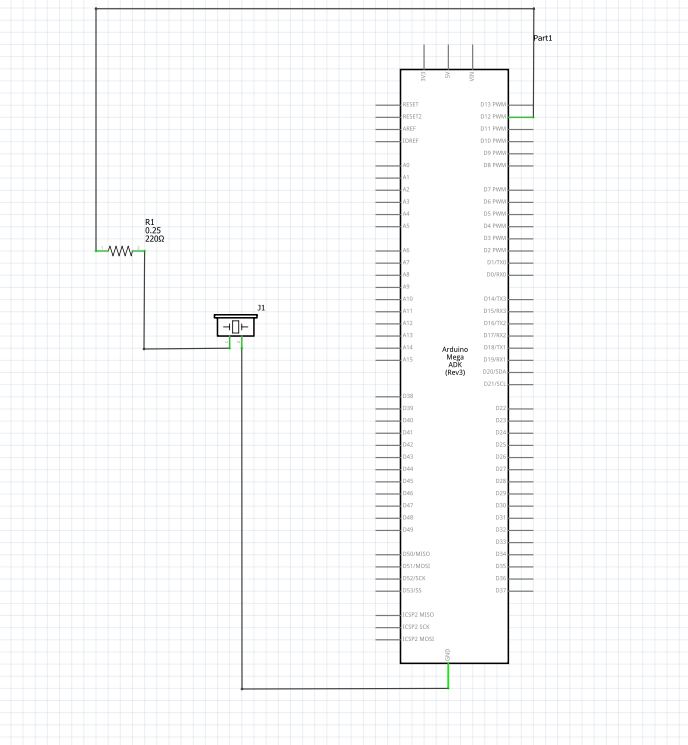 Part1
3V3
5V
VIN
RESET
RESET2
AREF
IOREF
A0
A1
A2
A3
A4
A5
A6
A7
A8
A9
A10
A11
A12
A13
A14
A15
D38
D39
D40
D41
D42
D43
D44
D45
D46
D47
D48
D49
D50/MISO
D51/MOSI
D52/SCK
D53/SS
ICSP2 MISO
ICSP2 SCK
ICSP2 MOSI
D13 PWM
D12 PWM
D11 PWM
D10 PWM
D9 PWM
D8 PWM
D7 PWM
D6 PWM
D5 PWM
D4 PWM
D3 PWM
D2 PWM
D1/TX0
D0/RX0
D14/TX3
D15/RX3
D16/TX2
D17/RX2
D18/TX1
D19/RX1
D20/SDA
D21/SCL
D22
D23
D24
D25
D26
D27
D28
D29
D30
D31
D32
D33
D34
D35
D36
D37
Arduino
Mega
ADK
(Rev3)
GND
R1
0.25
220Ω
J1